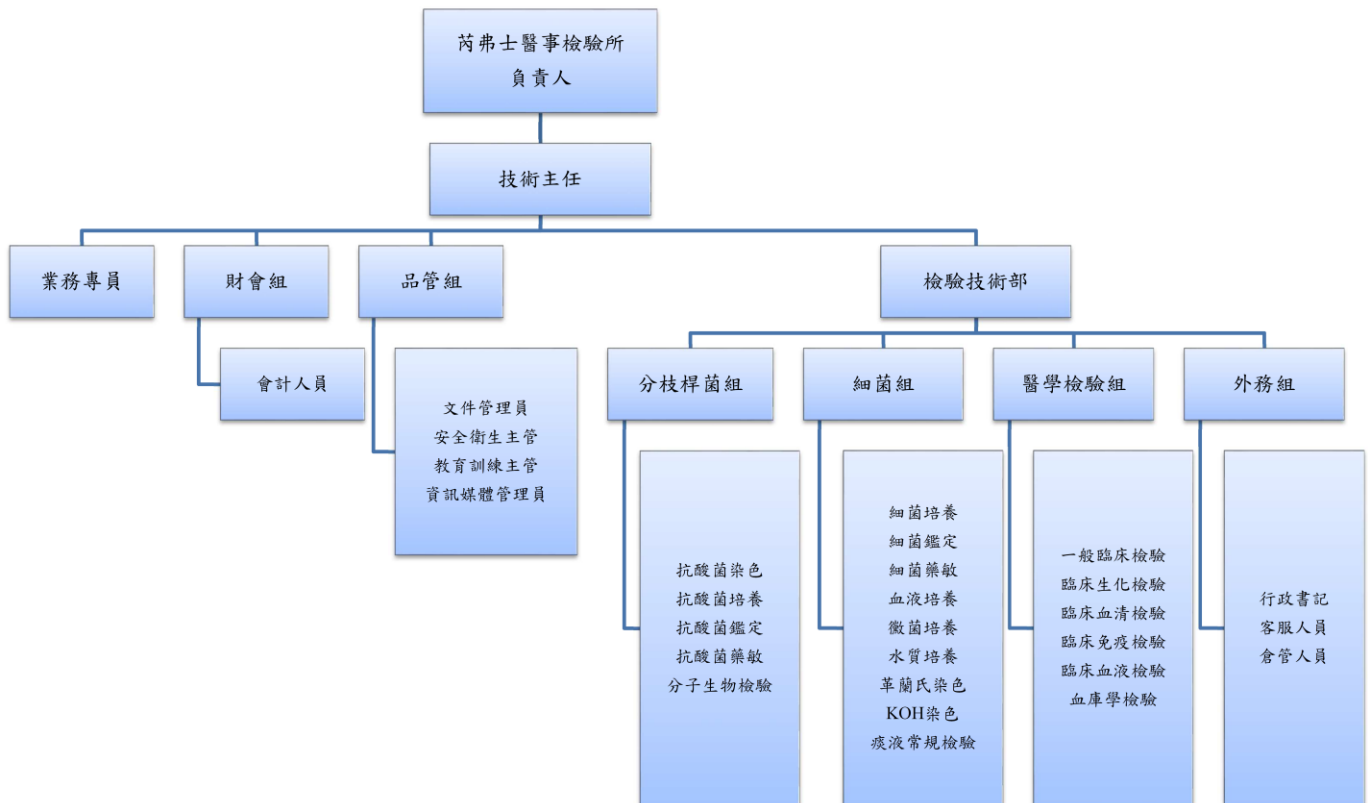 芮弗士醫事檢驗所
負責人
技術主任
業務專員
財會組
品管組
檢驗技術部
會計人員
文件管理員
安全衛生主管
教育訓練主管
資訊媒體管理員
分枝桿菌組
細菌組
醫學檢驗組
外務組
抗酸菌染色
抗酸菌培養
抗酸菌鑑定
抗酸菌藥敏
分子生物檢驗
細菌培養
細菌鑑定
細菌藥敏
血液培養
黴菌培養
水質培養
革蘭氏染色
KOH染色
痰液常規檢驗
一般臨床檢驗
臨床生化檢驗
臨床血清檢驗
臨床免疫檢驗
臨床血液檢驗
血庫學檢驗
行政書記
客服人員
倉管人員